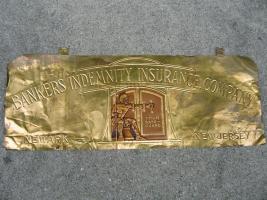 BANKERS INDEMNITY INSURANCE COMPANY
NEWARK NEW JERSEY